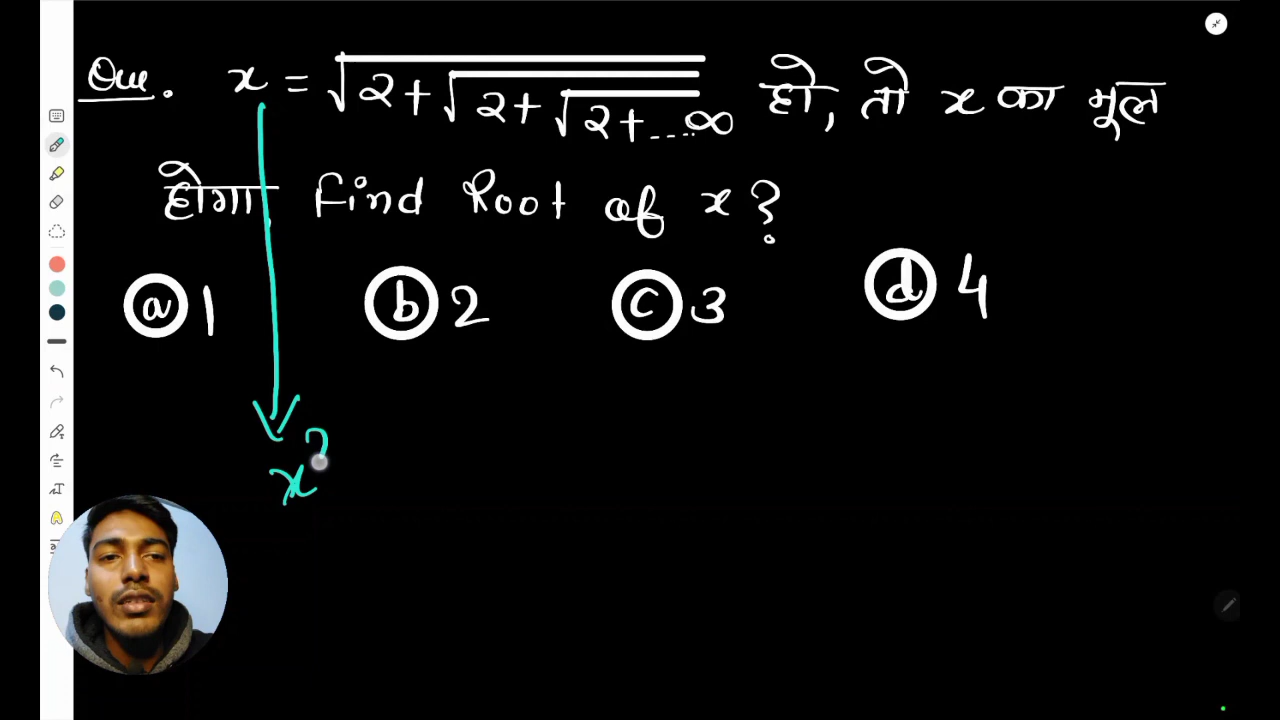 Que. x = √2+√2+√2+....∞ हो, तो x का मूल
होगा Find Root of x?
(a) 1 (b) 2 (c) 3 (d) 4
x²